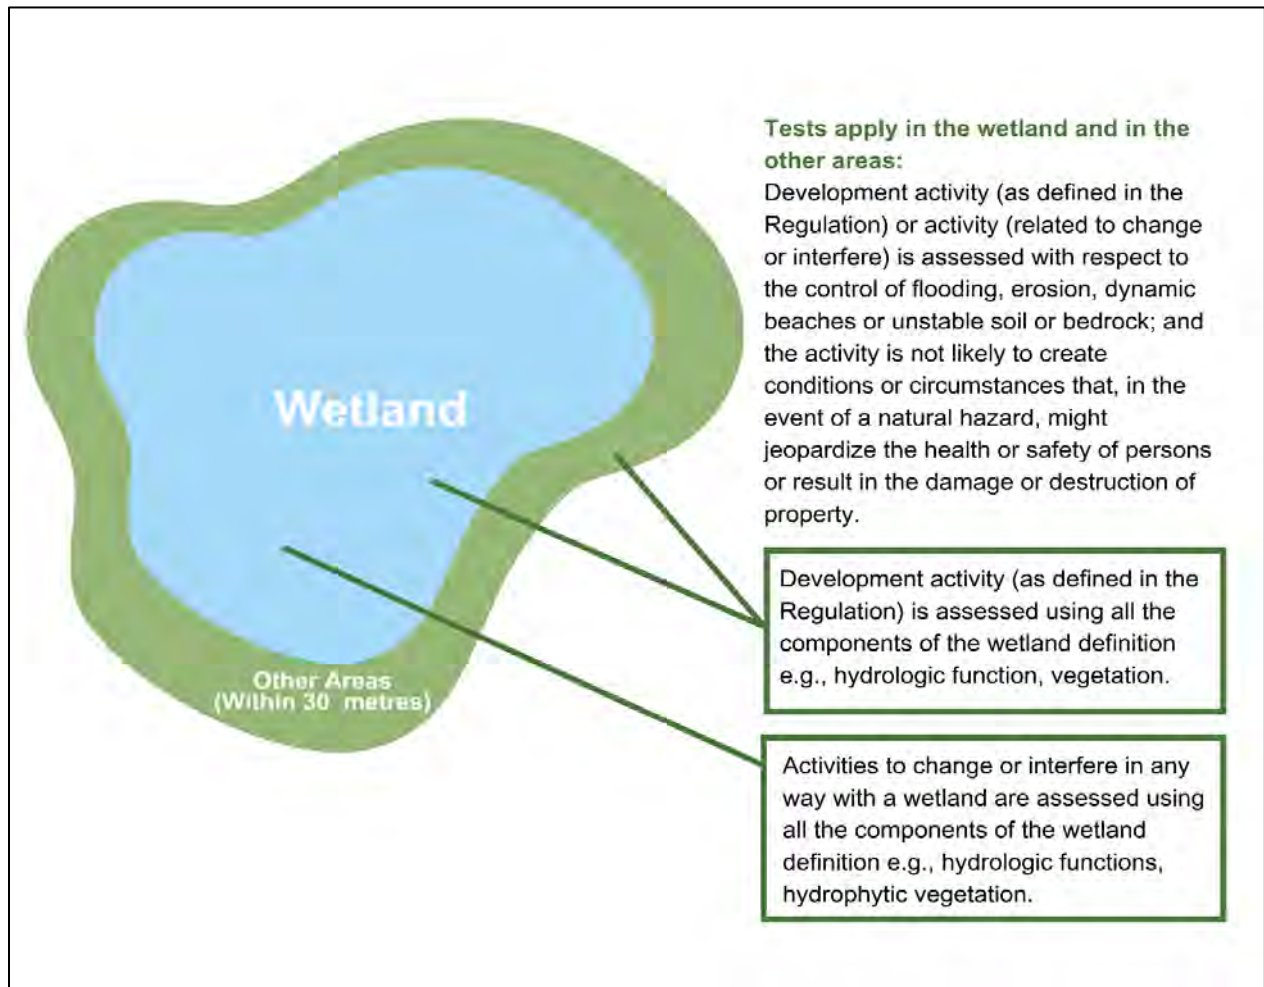 Tests apply in the wetland and in the
other areas:
Development activity (as defined in the
Regulation) or activity (related to change
or interfere) is assessed with respect to
the control of flooding, erosion, dynamic
beaches or unstable soil or bedrock; and
the activity is not likely to create
conditions or circumstances that, in the
event of a natural hazard, might
jeopardize the health or safety of persons
or result in the damage or destruction of
property.
Wetland
Other Areas
(Within 30 metres)
Development activity (as defined in the
Regulation) is assessed using all the
components of the wetland definition
e.g., hydrologic function, vegetation.
Activities to change or interfere in any
way with a wetland are assessed using
all the components of the wetland
definition e.g., hydrologic functions,
hydrophytic vegetation.